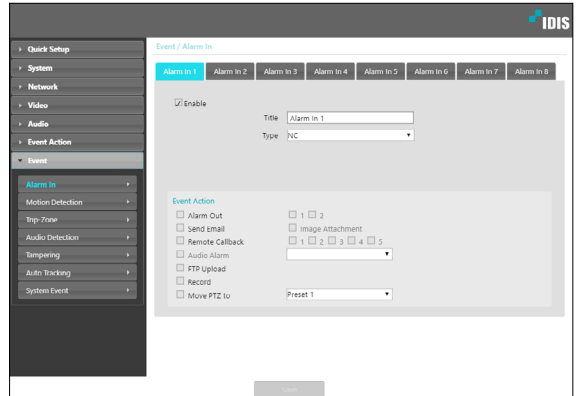 IDIS
Quick Setup
System
Network
Video
Audio
Event Action
Event
Alarm In
Motion Detection
Trip-Zone
Audio Detection
Tampering
Auto Tracking
System Event
Event / Alarm In
Alarm In 1 Alarm In 2 Alarm In 3 Alarm In 4 Alarm In 5 Alarm In 6 Alarm In 7 Alarm In 8
Enable
Title Alarm In 1
Type NC
Event Action
Alarm Out 1 2
Send Email Image Attachment
Remote Callback 1 2 3 4 5
Audio Alarm
FTP Upload
Record
Move PTZ to Preset 1
Save